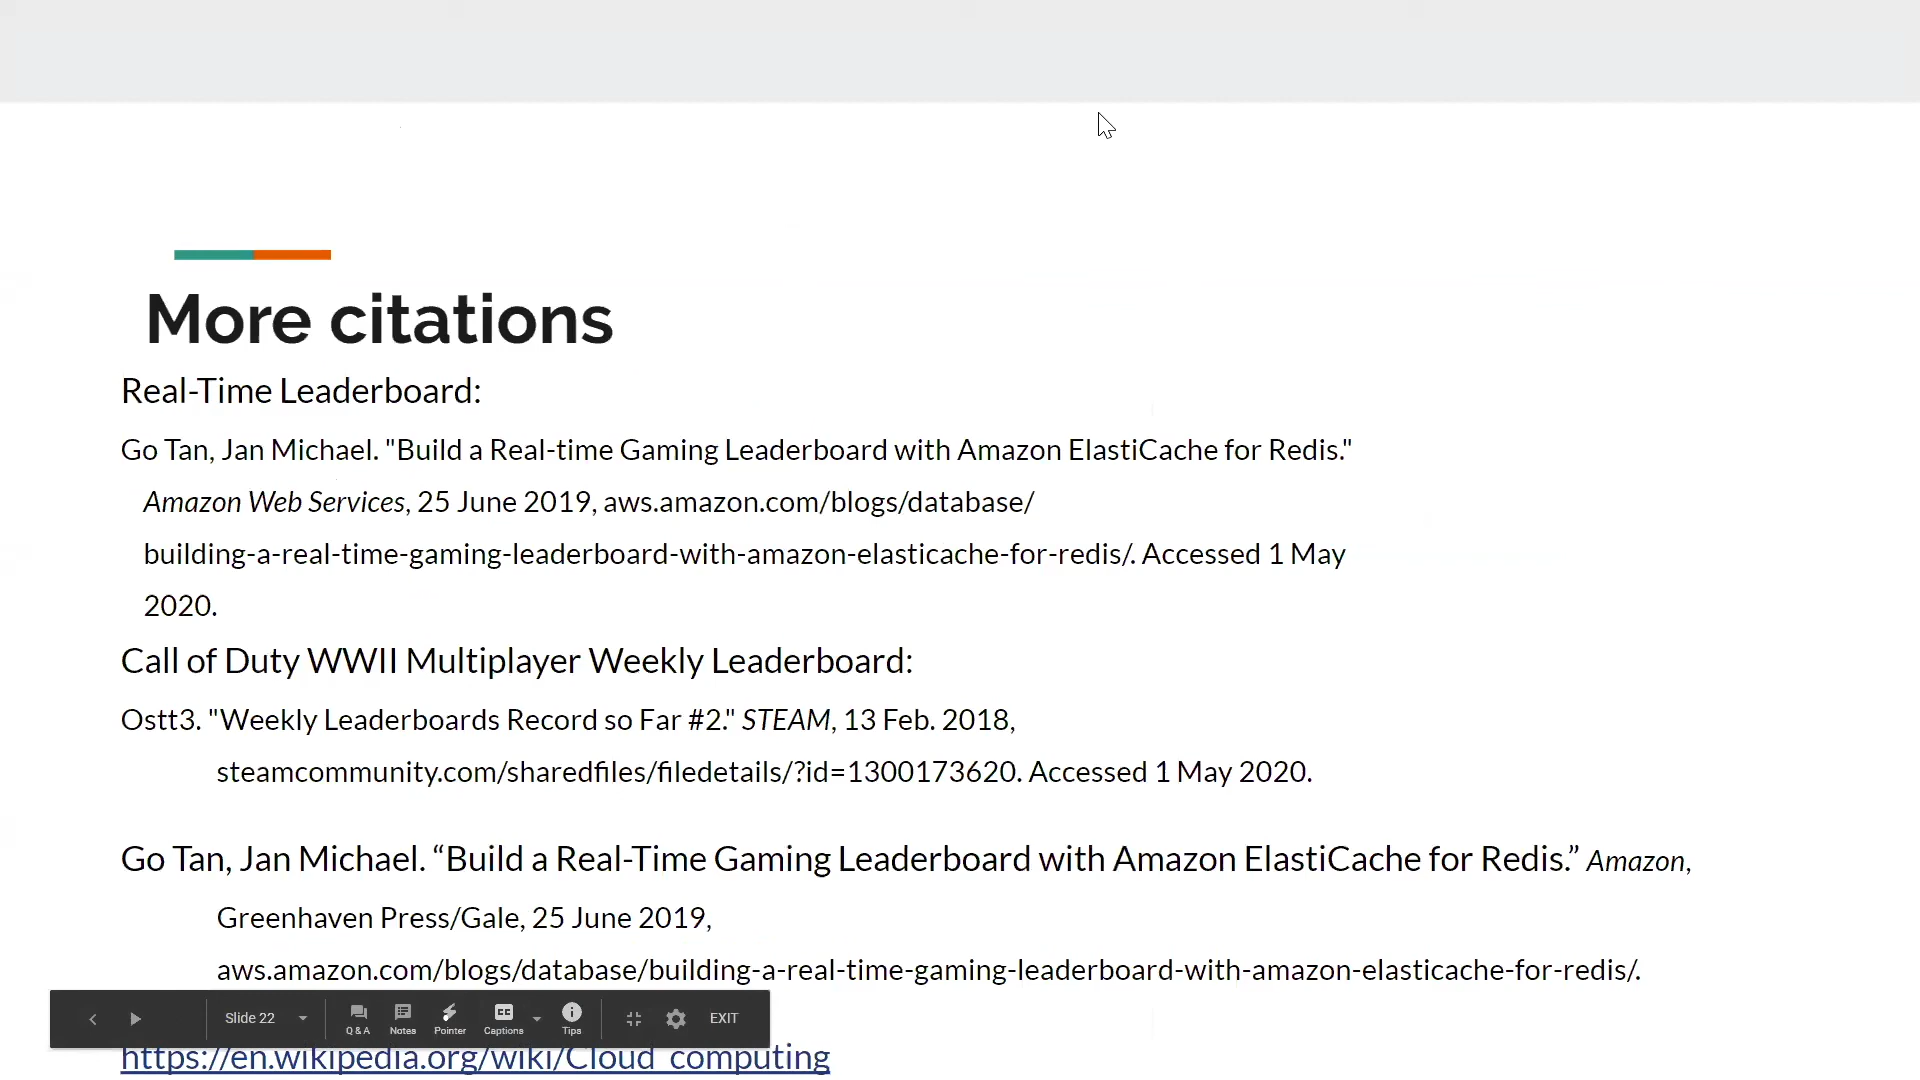 More citations
Real-Time Leaderboard:
Go Tan, Jan Michael. "Build a Real-time Gaming Leaderboard with Amazon ElastiCache for Redis."
Amazon Web Services, 25 June 2019, aws.amazon.com/blogs/database/
building-a-real-time-gaming-leaderboard-with-amazon-elasticache-for-redis/. Accessed 1 May
2020.
Call of Duty WWII Multiplayer Weekly Leaderboard:
Ostt3. "Weekly Leaderboards Record so Far #2." STEAM, 13 Feb. 2018,
steamcommunity.com/sharedfiles/filedetails/?id=1300173620. Accessed 1 May 2020.
Go Tan, Jan Michael. “Build a Real-Time Gaming Leaderboard with Amazon ElastiCache for Redis.” Amazon,
Greenhaven Press/Gale, 25 June 2019,
aws.amazon.com/blogs/database/building-a-real-time-gaming-leaderboard-with-amazon-elasticache-for-redis/.
Slide 22 Q & A Notes Pointer Captions Tips EXIT
https://en.wikipedia.org/wiki/Cloud_computing